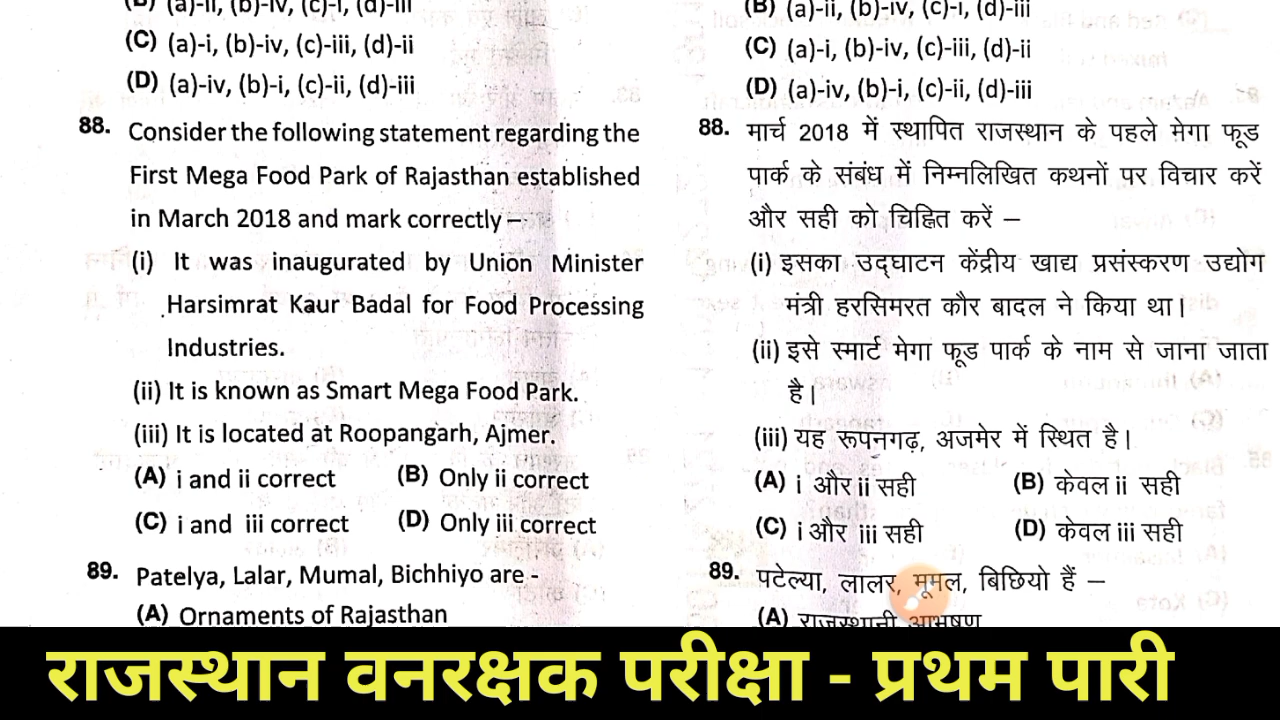 (B) (a)-ii, (b)-iv, (c)-i, (d)-iii
(C) (a)-i, (b)-iv, (c)-iii, (d)-ii
(D) (a)-iv, (b)-i, (c)-ii, (d)-iii
88. Consider the following statement regarding the
First Mega Food Park of Rajasthan established
in March 2018 and mark correctly –
(i) It was inaugurated by Union Minister
Harsimrat Kaur Badal for Food Processing
Industries.
(ii) It is known as Smart Mega Food Park.
(iii) It is located at Roopangarh, Ajmer.
(A) i and ii correct (B) Only ii correct
(C) i and iii correct (D) Only iii correct
89. Patelya, Lalar, Mumal, Bichhiyo are -
(A) Ornaments of Rajasthan
(B) (a)-ii, (b)-iv, (c)-i, (d)-iii
(C) (a)-i, (b)-iv, (c)-iii, (d)-ii
(D) (a)-iv, (b)-i, (c)-ii, (d)-iii
88. मार्च 2018 में स्थापित राजस्थान के पहले मेगा फूड
पार्क के संबंध में निम्नलिखित कथनों पर विचार करें
और सही को चिह्नित करें –
(i) इसका उद्घाटन केंद्रीय खाद्य प्रसंस्करण उद्योग
मंत्री हरसिमरत कौर बादल ने किया था।
(ii) इसे स्मार्ट मेगा फूड पार्क के नाम से जाना जाता
है।
(iii) यह रूपनगढ़, अजमेर में स्थित है।
(A) i और ii सही (B) केवल ii सही
(C) i और iii सही (D) केवल iii सही
89. पटेल्या, लालर, मूमल, बिछियो हैं –
(A) राजस्थानी आभूषण
राजस्थान वनरक्षक परीक्षा - प्रथम पारी